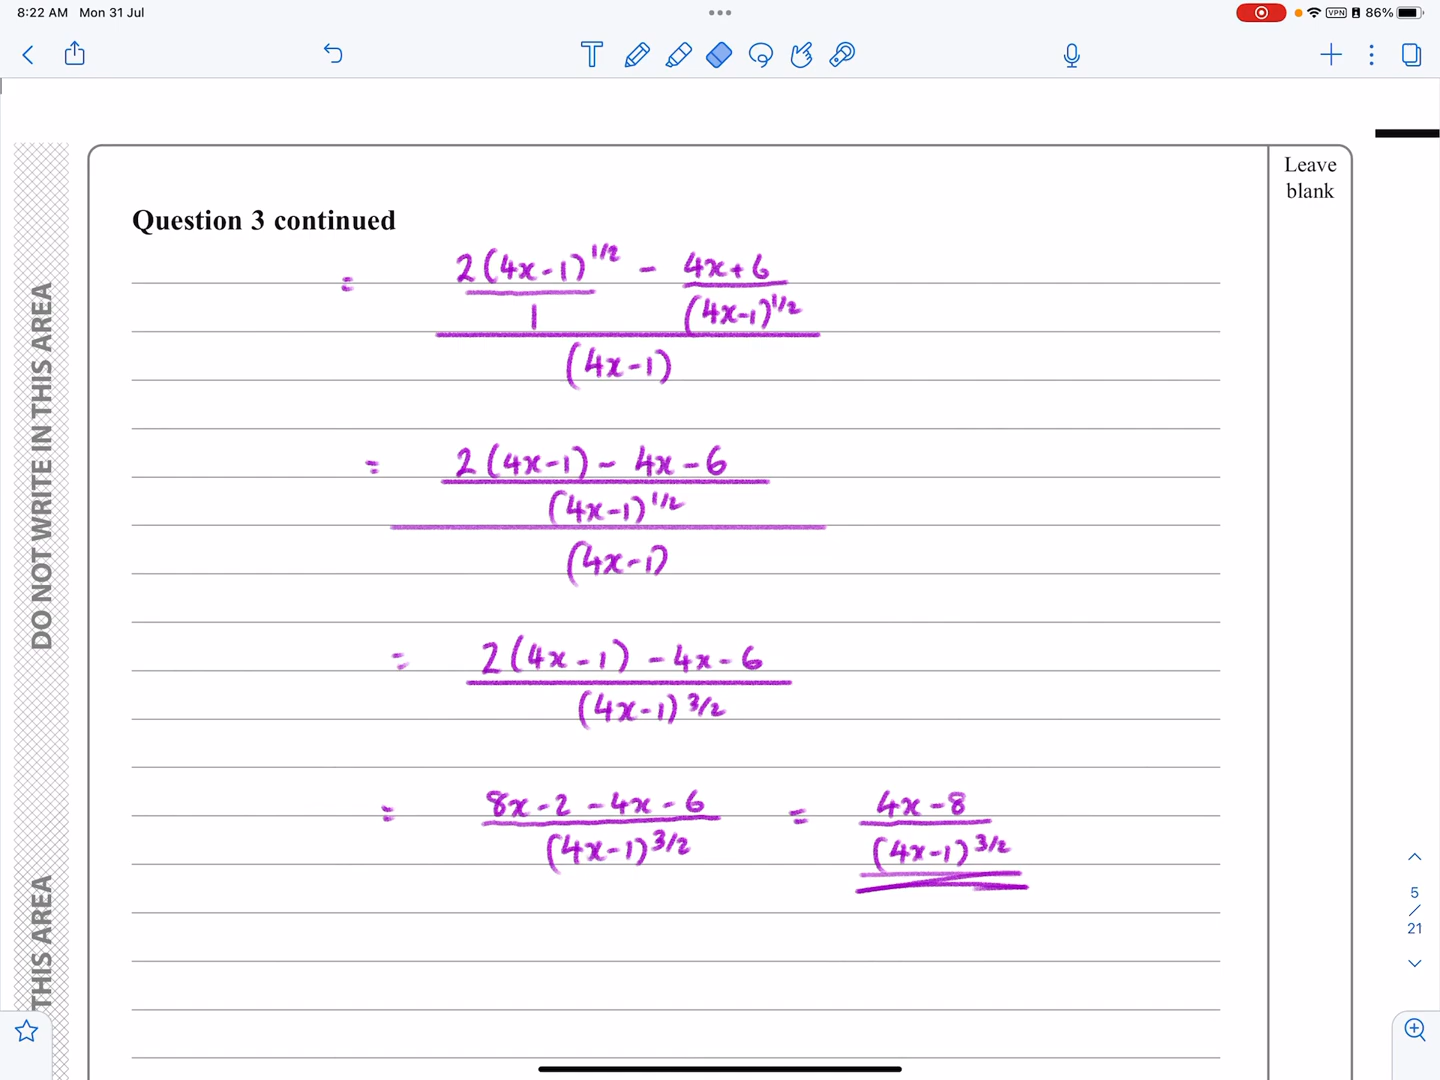 8:22 AM Mon 31 Jul
VPN 86%
T
Leave
blank
Question 3 continued
= 2(4x-1)^1/2 - 4x+6
1 (4x-1)^1/2
(4x-1)
= 2(4x-1) - 4x - 6
(4x-1)^1/2
(4x-1)
= 2(4x-1) - 4x - 6
(4x-1)^3/2
= 8x - 2 - 4x - 6 = 4x - 8
(4x-1)^3/2 (4x-1)^3/2
DO NOT WRITE IN THIS AREA
THIS AREA
5
/
21